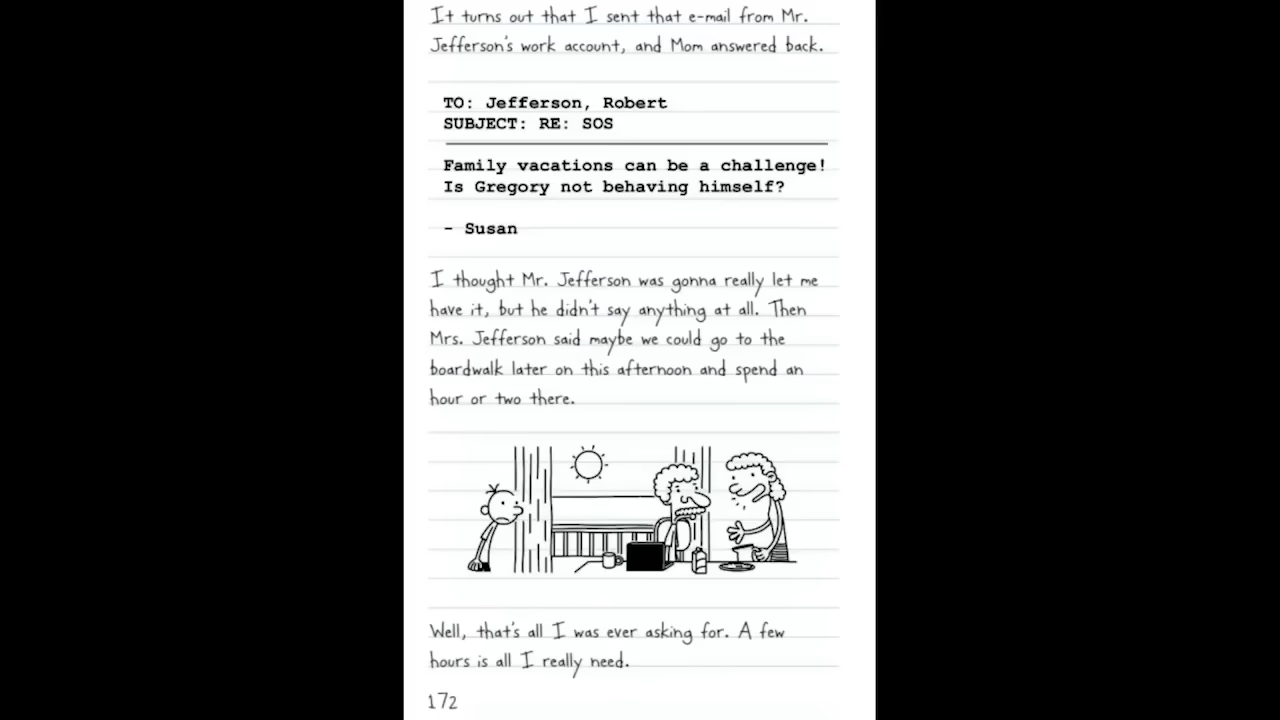 It turns out that I sent that e-mail from Mr.
Jefferson's work account, and Mom answered back.
TO: Jefferson, Robert
SUBJECT: RE: SOS
Family vacations can be a challenge!
Is Gregory not behaving himself?
- Susan
I thought Mr. Jefferson was gonna really let me
have it, but he didn't say anything at all. Then
Mrs. Jefferson said maybe we could go to the
boardwalk later on this afternoon and spend an
hour or two there.
Well, that's all I was ever asking for. A few
hours is all I really need.
172